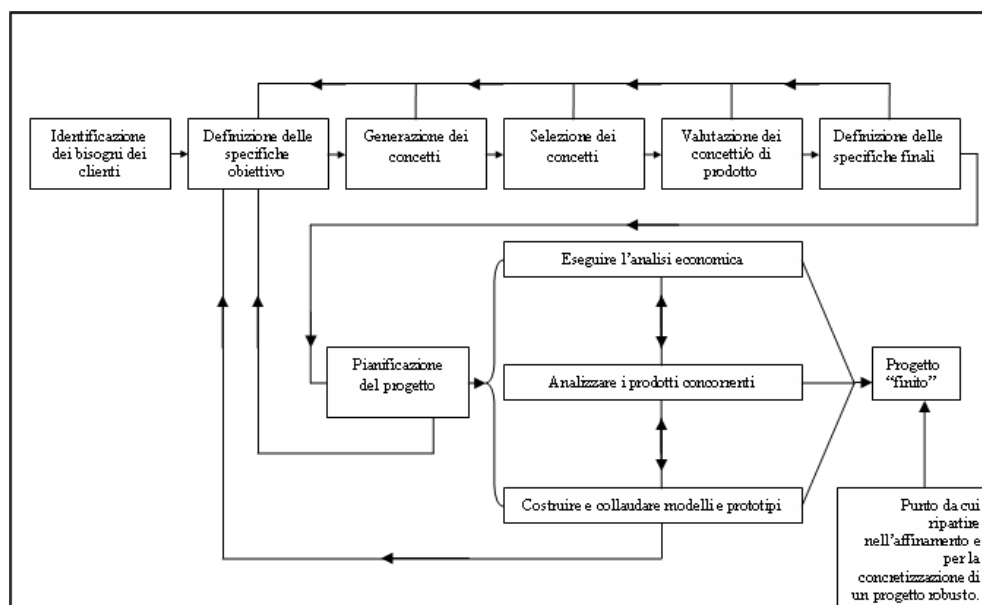 Identificazione
dei bisogni dei
clienti
Definizione delle
specifiche
obiettivo
Generazione dei
concetti
Selezione dei
concetti
Valutazione dei
concetti/o di
prodotto
Definizione delle
specifiche finali
Eseguire l'analisi economica
Pianificazione
del progetto
Analizzare i prodotti concorrenti
Progetto
“finito”
Costruire e collaudare modelli e prototipi
Punto da cui
ripartire
nell'affinamento e
per la
concretizzazione di
un progetto robusto.